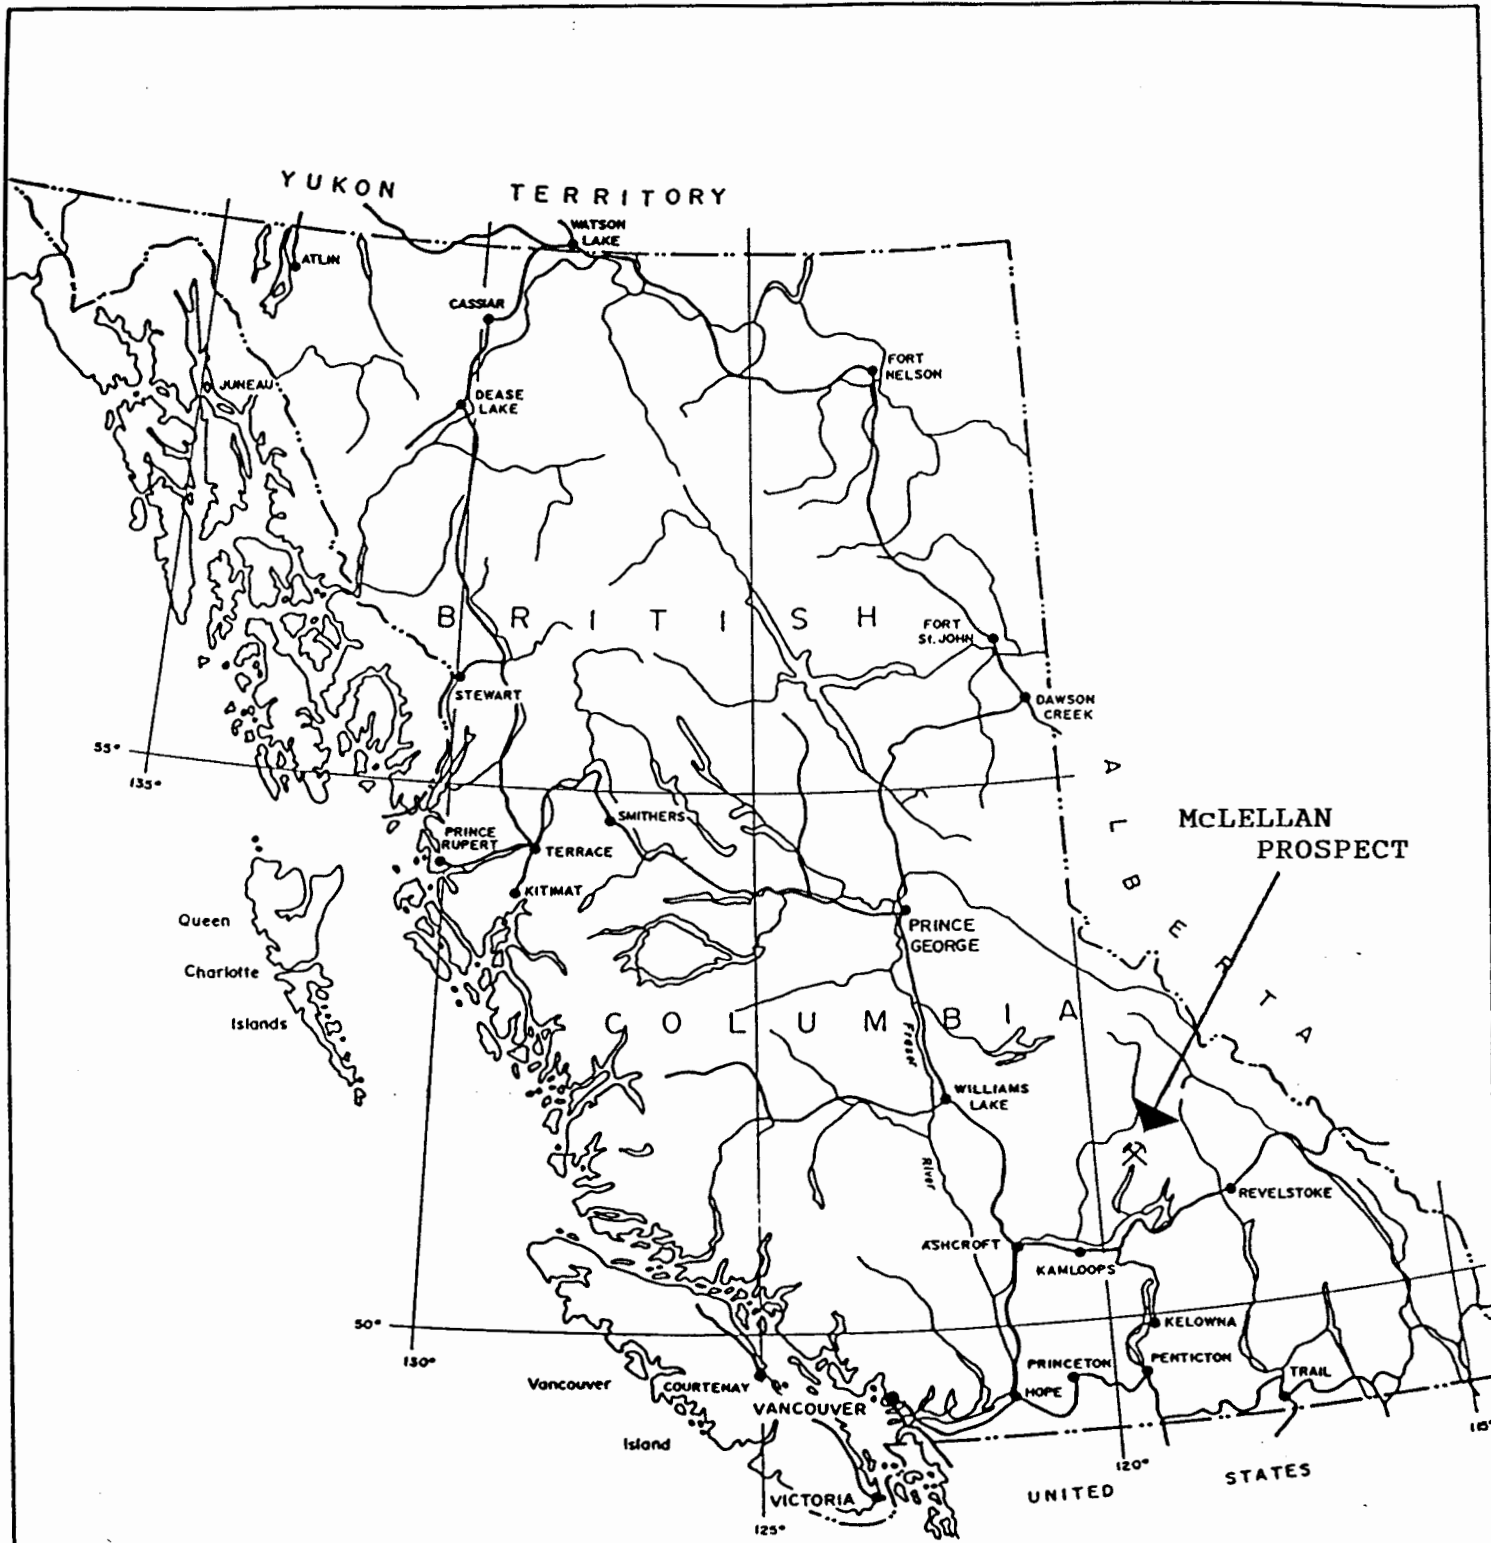 YUKON TERRITORY
WATSON
LAKE
ATLIN
CASSIAR
FORT
NELSON
JUNEAU
DEASE
LAKE
BRITISH
FORT
St. JOHN
STEWART
DAWSON
CREEK
55°
135°
ALBERTA
McLELLAN
PROSPECT
SMITHERS
PRINCE
RUPERT
TERRACE
KITIMAT
Queen
Charlotte
Islands
PRINCE
GEORGE
COLUMBIA
Fraser
River
WILLIAMS
LAKE
REVELSTOKE
ASHCROFT
KAMLOOPS
50°
130°
KELOWNA
PRINCETON
PENTICTON
TRAIL
HOPE
Vancouver
Island
COURTENAY
VANCOUVER
VICTORIA
125°
120°
115°
UNITED STATES